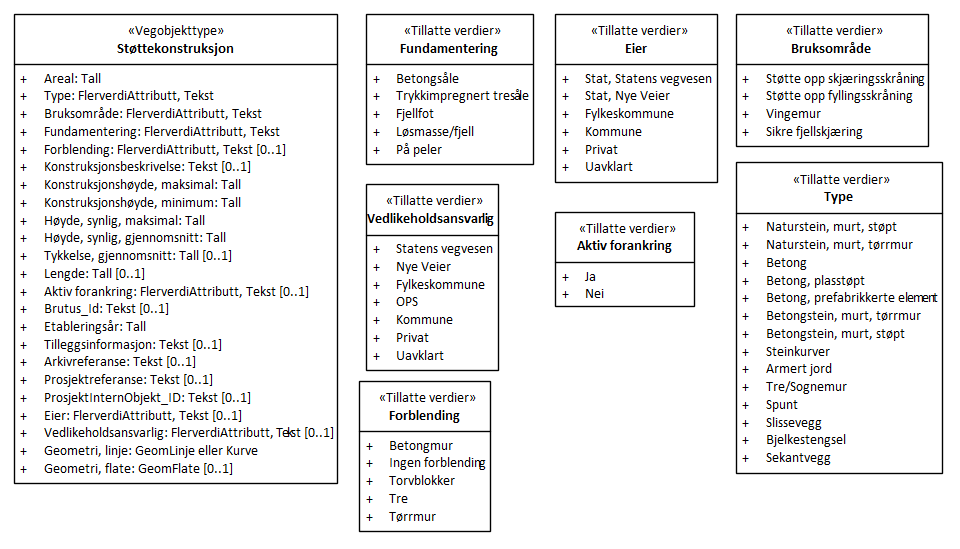 «Vegobjekttype»
Støttekonstruksjon
+ Areal: Tall
+ Type: FlerverdiAttributt, Tekst
+ Bruksområde: FlerverdiAttributt, Tekst
+ Fundamentering: FlerverdiAttributt, Tekst
+ Forblending: FlerverdiAttributt, Tekst [0..1]
+ Konstruksjonsbeskrivelse: Tekst [0..1]
+ Konstruksjonshøyde, maksimal: Tall
+ Konstruksjonshøyde, minimum: Tall
+ Høyde, synlig, maksimal: Tall
+ Høyde, synlig, gjennomsnitt: Tall
+ Tykkelse, gjennomsnitt: Tall [0..1]
+ Lengde: Tall [0..1]
+ Aktiv forankring: FlerverdiAttributt, Tekst [0..1]
+ Brutus_Id: Tekst [0..1]
+ Etableringsår: Tall
+ Tilleggsinformasjon: Tekst [0..1]
+ Arkivreferanse: Tekst [0..1]
+ Prosjektreferanse: Tekst [0..1]
+ ProsjektInternObjekt_ID: Tekst [0..1]
+ Eier: FlerverdiAttributt, Tekst [0..1]
+ Vedlikeholdsansvarlig: FlerverdiAttributt, Tekst [0..1]
+ Geometri, linje: GeomLinje eller Kurve
+ Geometri, flate: GeomFlate [0..1]
«Tillatte verdier»
Fundamentering
+ Betongsåle
+ Trykkimpregnert tresåle
+ Fjellfot
+ Løsmasse/fjell
+ På peler
«Tillatte verdier»
Vedlikeholdsansvarlig
+ Statens vegvesen
+ Nye Veier
+ Fylkeskommune
+ OPS
+ Kommune
+ Privat
+ Uavklart
«Tillatte verdier»
Forblending
+ Betongmur
+ Ingen forblending
+ Torvblokker
+ Tre
+ Tørrmur
«Tillatte verdier»
Eier
+ Stat, Statens vegvesen
+ Stat, Nye Veier
+ Fylkeskommune
+ Kommune
+ Privat
+ Uavklart
«Tillatte verdier»
Aktiv forankring
+ Ja
+ Nei
«Tillatte verdier»
Bruksområde
+ Støtte opp skjæringsskråning
+ Støtte opp fyllingsskråning
+ Vingemur
+ Sikre fjellskjæring
«Tillatte verdier»
Type
+ Naturstein, murt, støpt
+ Naturstein, murt, tørrmur
+ Betong
+ Betong, plasstøpt
+ Betong, prefabrikkerte element
+ Betongstein, murt, tørrmur
+ Betongstein, murt, støpt
+ Steinkurver
+ Armert jord
+ Tre/Sognemur
+ Spunt
+ Slissevegg
+ Bjelkestengsel
+ Sekantvegg